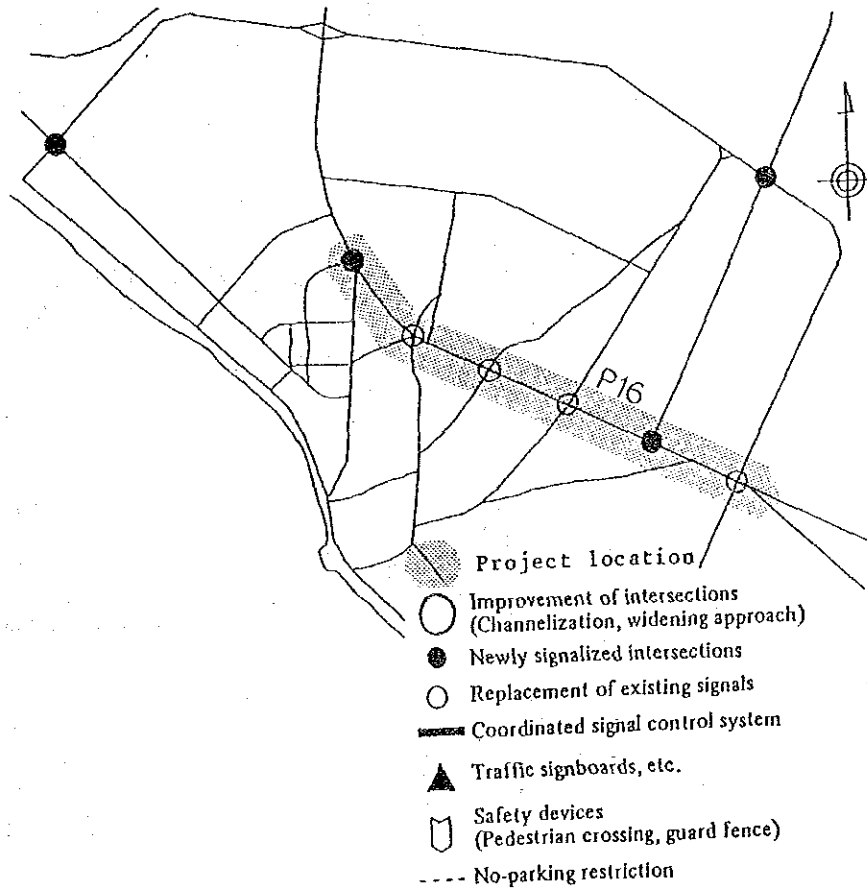 P16
Project location
Improvement of intersections
(Channelization, widening approach)
Newly signalized intersections
Replacement of existing signals
Coordinated signal control system
Traffic signboards, etc.
Safety devices
(Pedestrian crossing, guard fence)
No-parking restriction